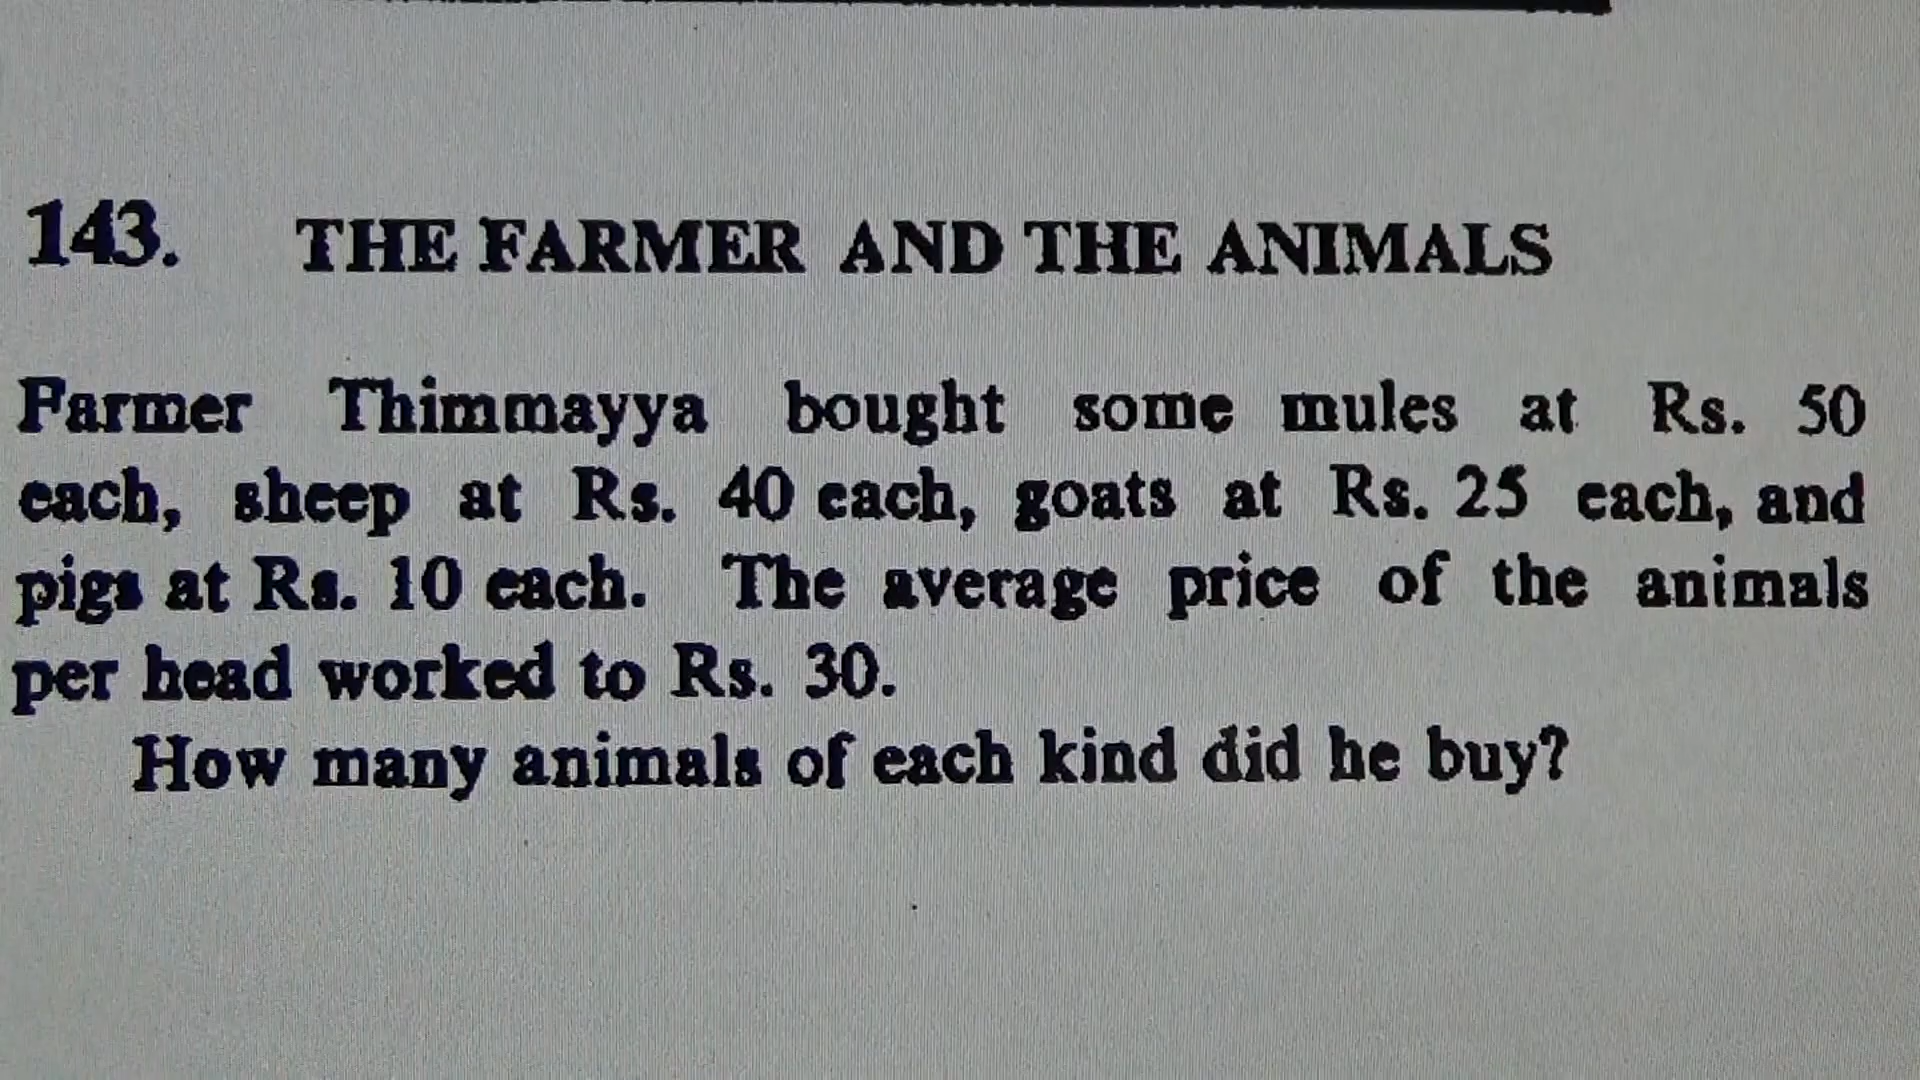 143. THE FARMER AND THE ANIMALS
Farmer Thimmayya bought some mules at Rs. 50
each, sheep at Rs. 40 each, goats at Rs. 25 each, and
pigs at Rs. 10 each. The average price of the animals
per head worked to Rs. 30.
How many animals of each kind did he buy?